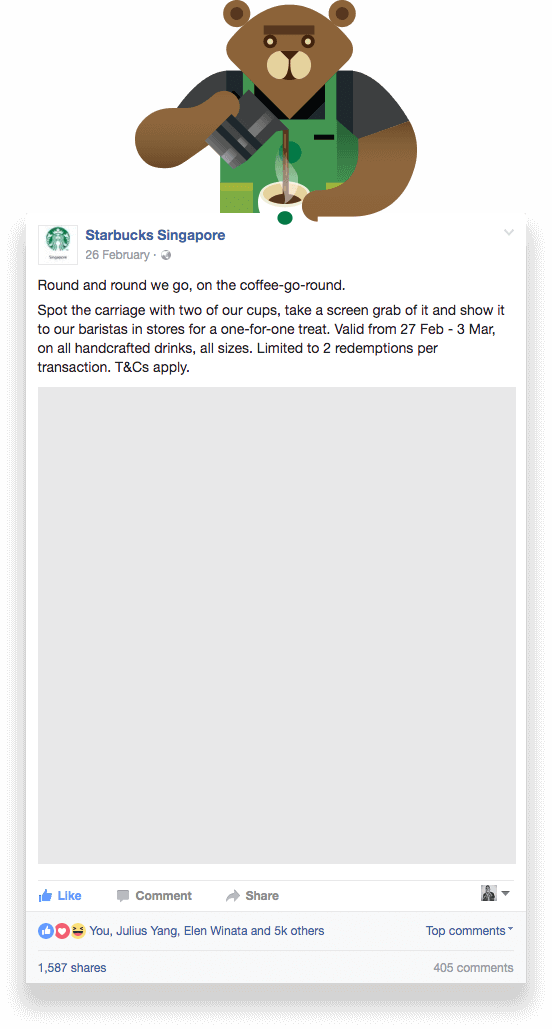 Starbucks Singapore
26 February ·
Round and round we go, on the coffee-go-round.
Spot the carriage with two of our cups, take a screen grab of it and show it
to our baristas in stores for a one-for-one treat. Valid from 27 Feb - 3 Mar,
on all handcrafted drinks, all sizes. Limited to 2 redemptions per
transaction. T&Cs apply.
Like Comment Share
You, Julius Yang, Elen Winata and 5k others Top comments
1,587 shares 405 comments